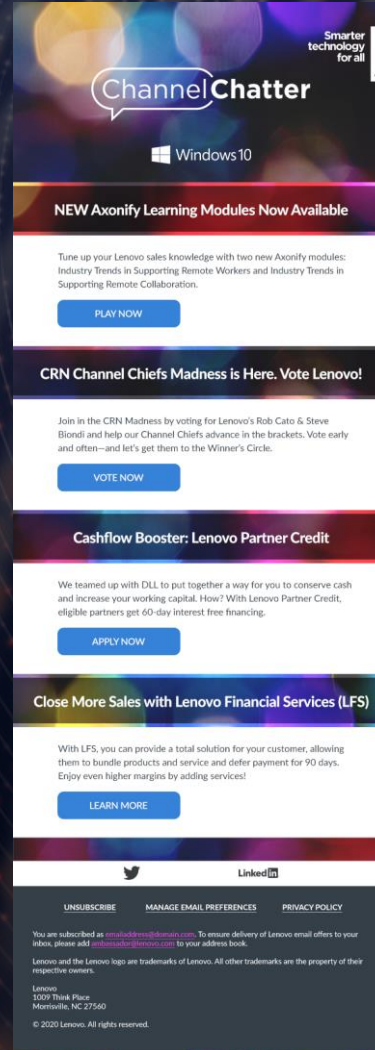 Smarter
technology
for all
ChannelChatter
Windows 10
NEW Axonify Learning Modules Now Available
Tune up your Lenovo sales knowledge with two new Axonify modules:
Industry Trends in Supporting Remote Workers and Industry Trends in
Supporting Remote Collaboration.
PLAY NOW
CRN Channel Chiefs Madness is Here. Vote Lenovo!
Join in the CRN Madness by voting for Lenovo's Rob Cato & Steve
Biondi and help our Channel Chiefs advance in the brackets. Vote early
and often—and let's get them to the Winner's Circle.
VOTE NOW
Cashflow Booster: Lenovo Partner Credit
We teamed up with DLL to put together a way for you to conserve cash
and increase your working capital. How? With Lenovo Partner Credit,
eligible partners get 60-day interest free financing.
APPLY NOW
Close More Sales with Lenovo Financial Services (LFS)
With LFS, you can provide a total solution for your customer, allowing
them to bundle products and service and defer payment for 90 days.
Enjoy even higher margins by adding services!
LEARN MORE
Linked in
UNSUBSCRIBE MANAGE EMAIL PREFERENCES PRIVACY POLICY
You are subscribed as emailaddress@domain.com. To ensure delivery of Lenovo email offers to your
inbox, please add ambassador@lenovo.com to your address book.
Lenovo and the Lenovo logo are trademarks of Lenovo. All other trademarks are the property of their
respective owners.
Lenovo
1009 Think Place
Morrisville, NC 27560
© 2020 Lenovo. All rights reserved.